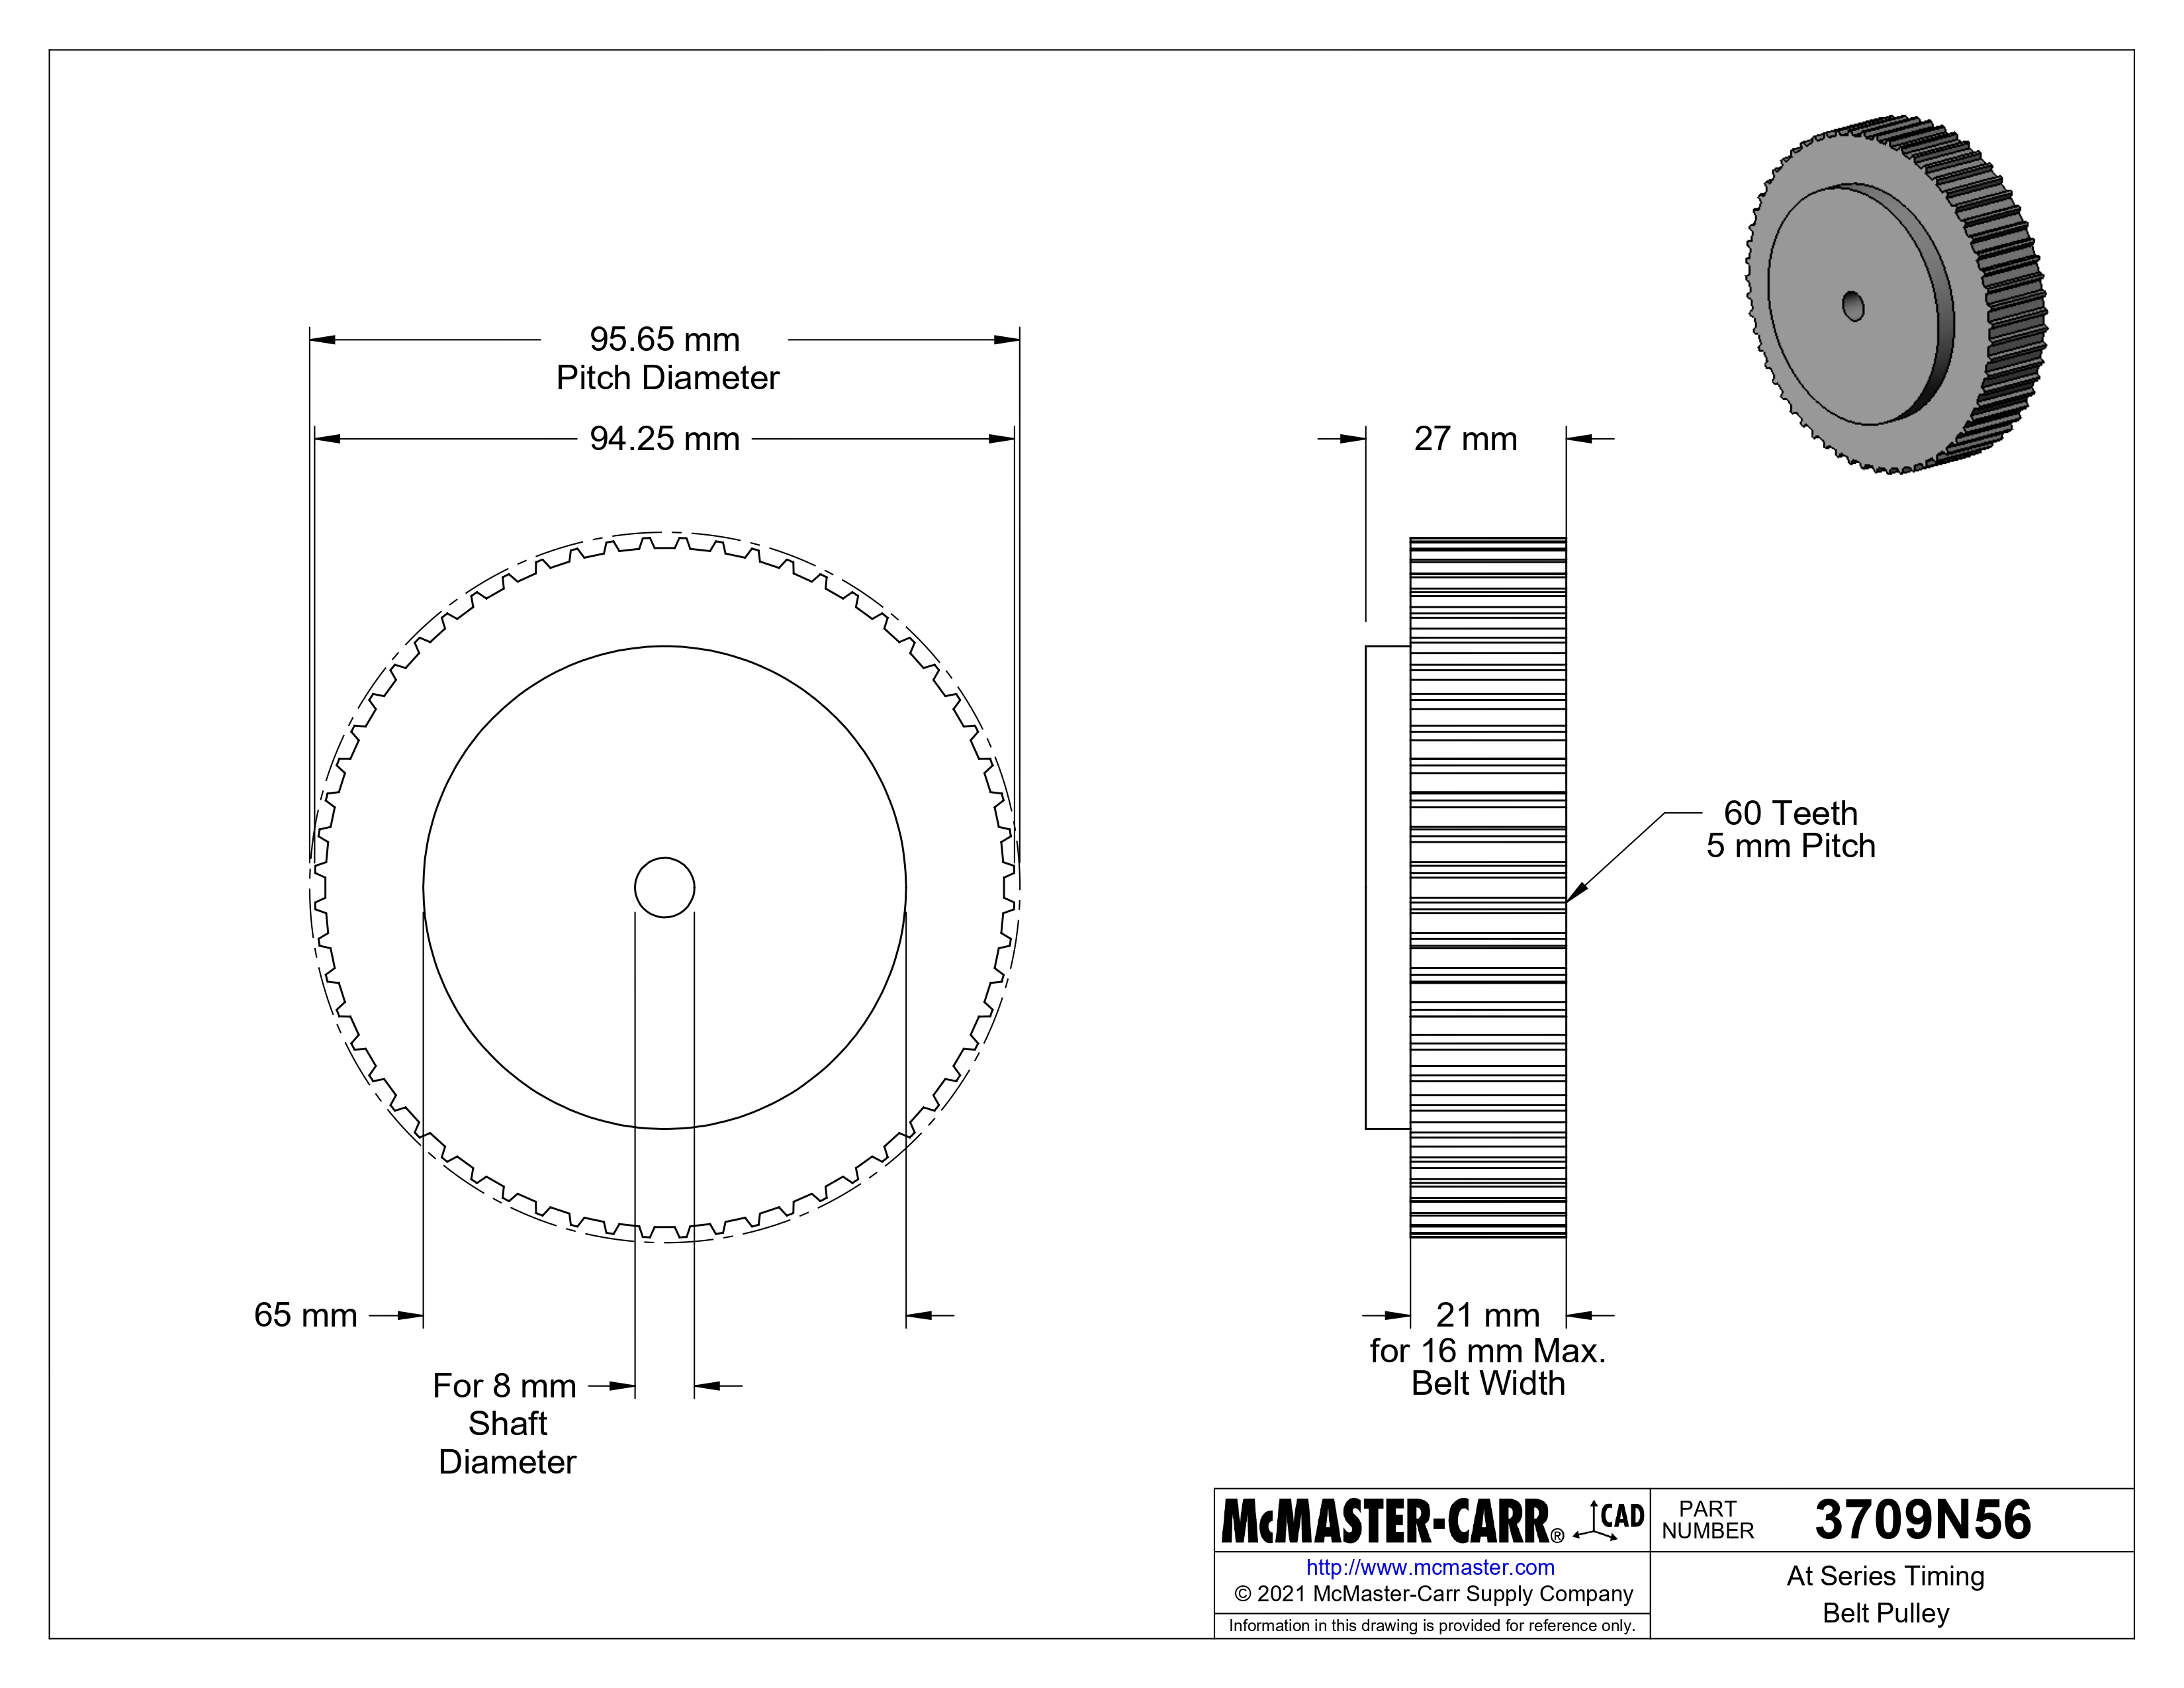 95.65 mm
Pitch Diameter
94.25 mm
27 mm
60 Teeth
5 mm Pitch
65 mm
21 mm
for 16 mm Max.
Belt Width
For 8 mm
Shaft
Diameter
McMASTER-CARR® CAD
PART
NUMBER
3709N56
http://www.mcmaster.com
© 2021 McMaster-Carr Supply Company
Information in this drawing is provided for reference only.
At Series Timing
Belt Pulley